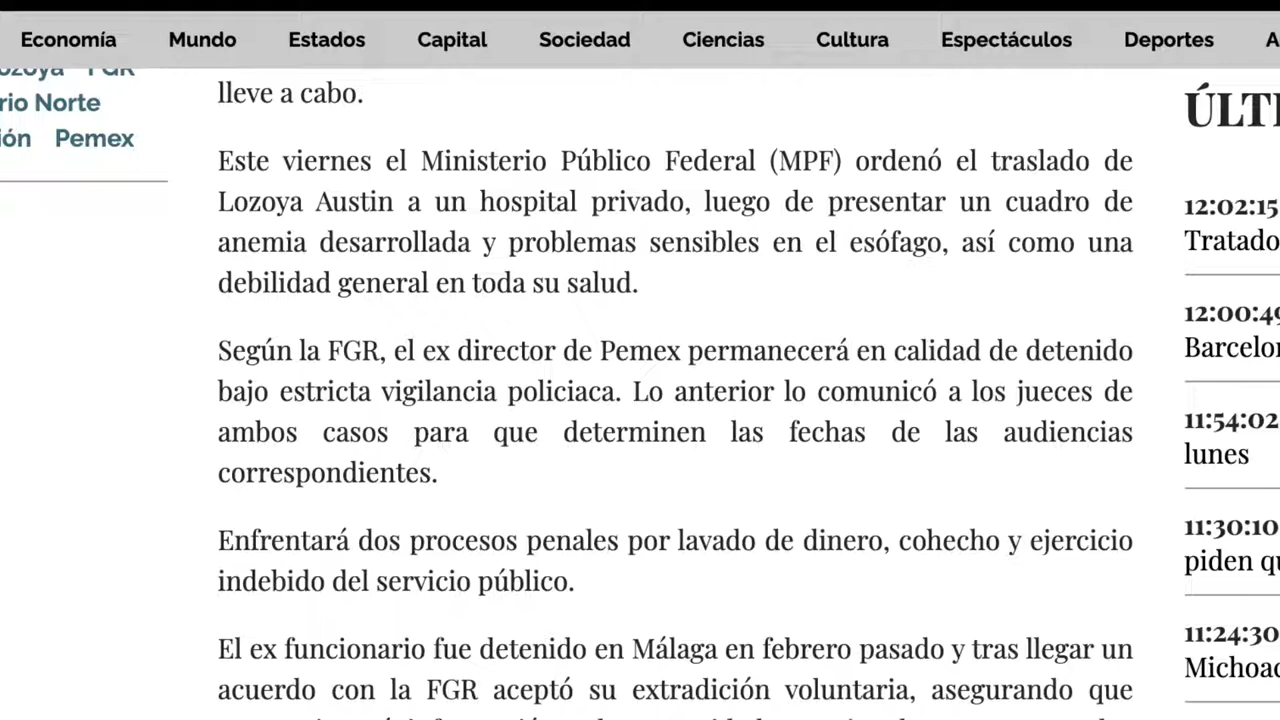 Economía Mundo Estados Capital Sociedad Ciencias Cultura Espectáculos Deportes
FGR
rio Norte
ión Pemex
lleve a cabo.
Este viernes el Ministerio Público Federal (MPF) ordenó el traslado de
Lozoya Austin a un hospital privado, luego de presentar un cuadro de
anemia desarrollada y problemas sensibles en el esófago, así como una
debilidad general en toda su salud.
Según la FGR, el ex director de Pemex permanecerá en calidad de detenido
bajo estricta vigilancia policiaca. Lo anterior lo comunicó a los jueces de
ambos casos para que determinen las fechas de las audiencias
correspondientes.
Enfrentará dos procesos penales por lavado de dinero, cohecho y ejercicio
indebido del servicio público.
El ex funcionario fue detenido en Málaga en febrero pasado y tras llegar un
acuerdo con la FGR aceptó su extradición voluntaria, asegurando que
ÚLTI
12:02:15
Tratado
12:00:49
Barcelon
11:54:02
lunes
11:30:10
piden qu
11:24:30
Michoac